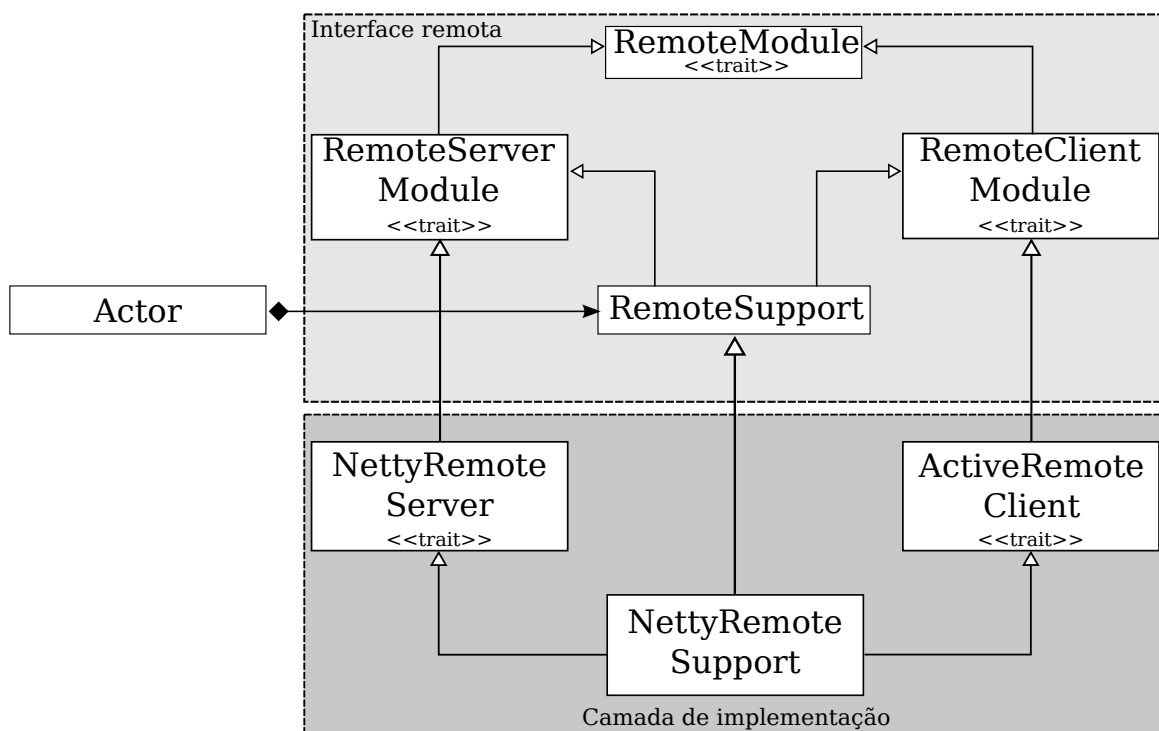 Interface remota
RemoteModule
<<trait>>
RemoteServer
Module
<<trait>>
RemoteClient
Module
<<trait>>
Actor
RemoteSupport
NettyRemote
Server
<<trait>>
ActiveRemote
Client
<<trait>>
NettyRemote
Support
Camada de implementação